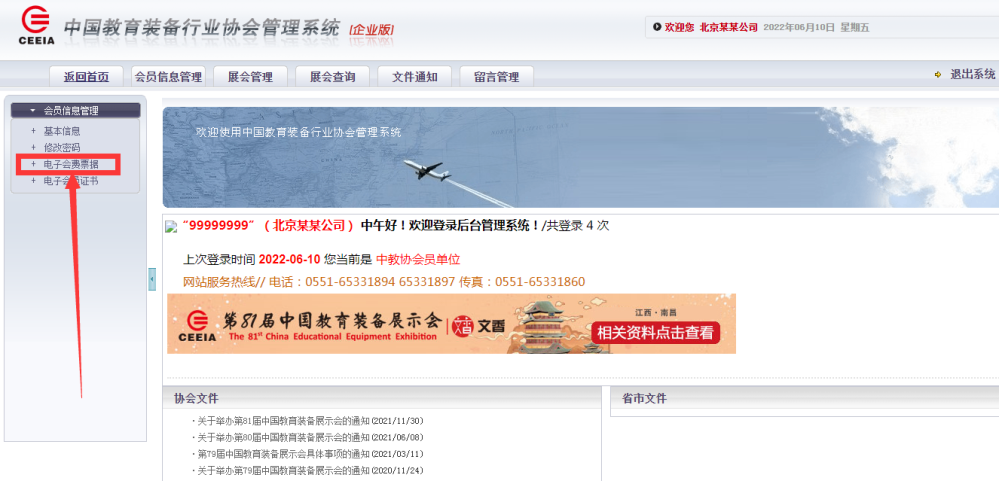 CEEIA 中国教育装备行业协会管理系统 [企业版]
欢迎您 北京某某公司 2022年06月10日 星期五
返回首页 会员信息管理 展会管理 展会查询 文件通知 留言管理 退出系统
会员信息管理
+ 基本信息
+ 修改密码
+ 电子会费票据
+ 电子会员证书
欢迎使用中国教育装备行业协会管理系统
“99999999”（北京某某公司）中午好！欢迎登录后台管理系统！/共登录 4 次
上次登录时间 2022-06-10 您当前是 中教协会员单位
网站服务热线// 电话：0551-65331894 65331897 传真：0551-65331860
CEEIA
第81届中国教育装备展示会
The 81st China Educational Equipment Exhibition
文香
江西·南昌
相关资料点击查看
协会文件
·关于举办第81届中国教育装备展示会的通知(2021/11/30)
·关于举办第80届中国教育装备展示会的通知(2021/06/08)
·第79届中国教育装备展示会具体事项的通知(2021/03/11)
·关于举办第79届中国教育装备展示会的通知(2020/11/24)
省市文件